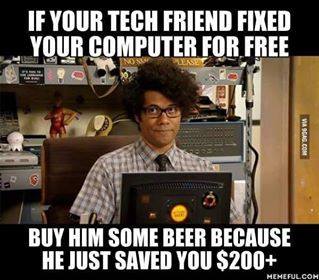 IF YOUR TECH FRIEND FIXED
YOUR COMPUTER FOR FREE
PLEASE
VIA 9GAG.COM
BUY HIM SOME BEER BECAUSE
HE JUST SAVED YOU $200+
MEMEFUL.COM